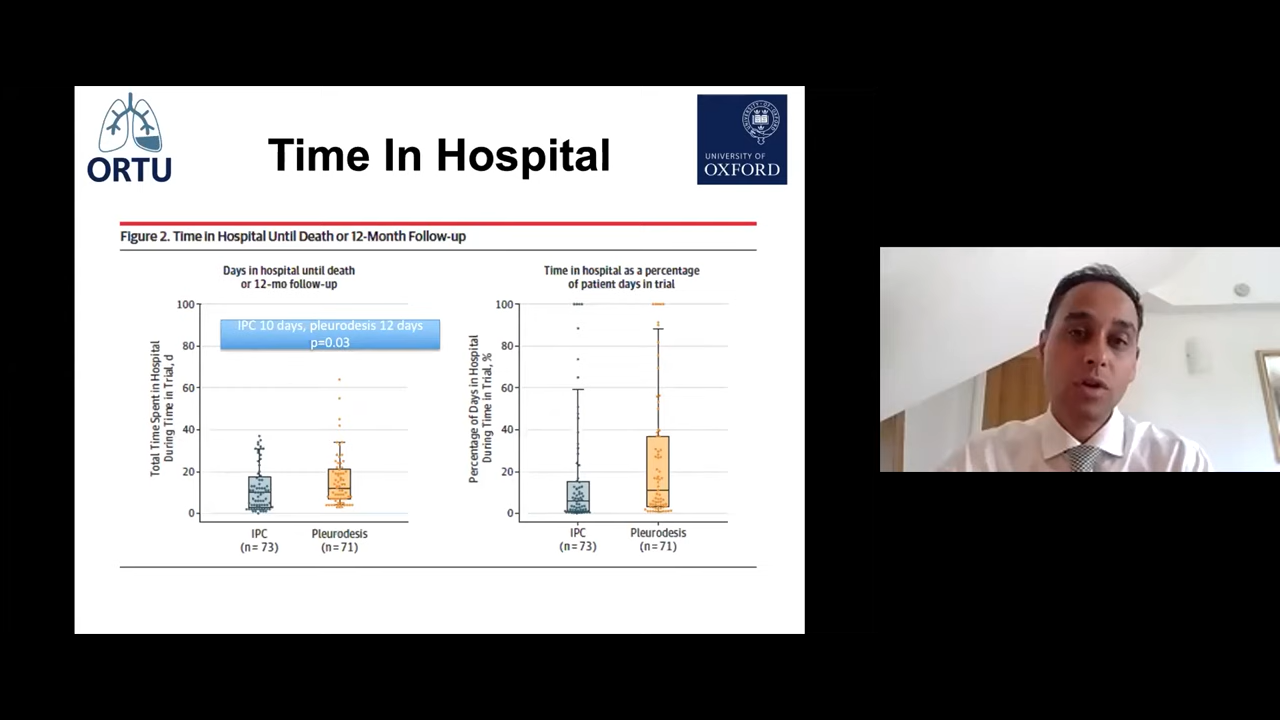 ORTU
Time In Hospital
UNIVERSITY OF
OXFORD
Figure 2. Time in Hospital Until Death or 12-Month Follow-up
Days in hospital until death
or 12-mo follow-up
100
80
60
40
20
0
Total Time Spent in Hospital
During Time in Trial, d
IPC 10 days, pleurodesis 12 days
p=0.03
IPC
(n=73)
Pleurodesis
(n=71)
Time in hospital as a percentage
of patient days in trial
100
80
60
40
20
0
Percentage of Days in Hospital
During Time in Trial, %
IPC
(n=73)
Pleurodesis
(n=71)